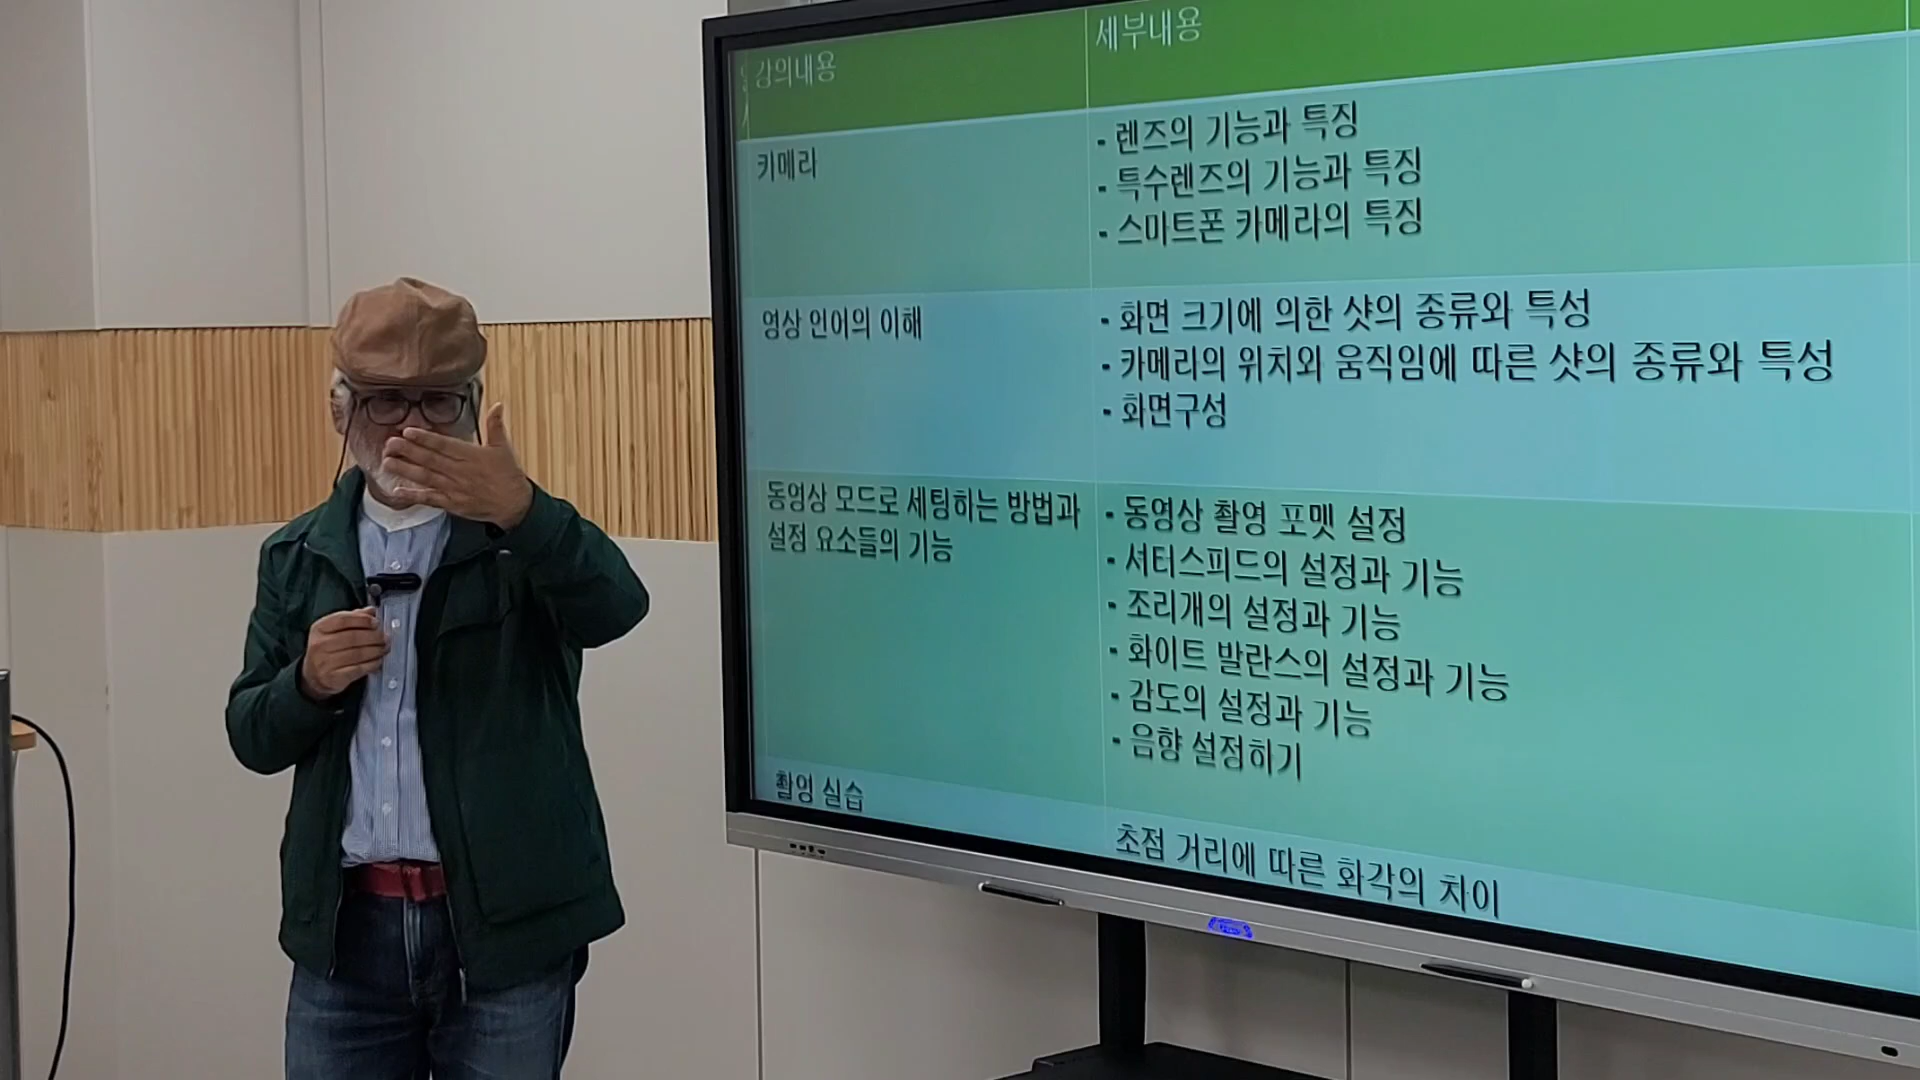 강의내용
세부내용
키메라
- 렌즈의 기능과 특징
- 특수렌즈의 기능과 특징
- 스마트폰 카메라의 특징
영상 언어의 이해
- 화면 크기에 의한 샷의 종류와 특성
- 카메리의 위치와 움직임에 따른 샷의 종류와 특성
- 화면구성
동영상 모드로 세팅하는 방법과
설정 요소들의 기능
- 동영상 촬영 포멧 설정
- 셔터스피드의 설정과 기능
- 조리개의 설정과 기능
- 화이트 발란스의 설정과 기능
- 감도의 설정과 기능
- 음향 설정하기
촬영 실습
초점 거리에 따른 화각의 차이